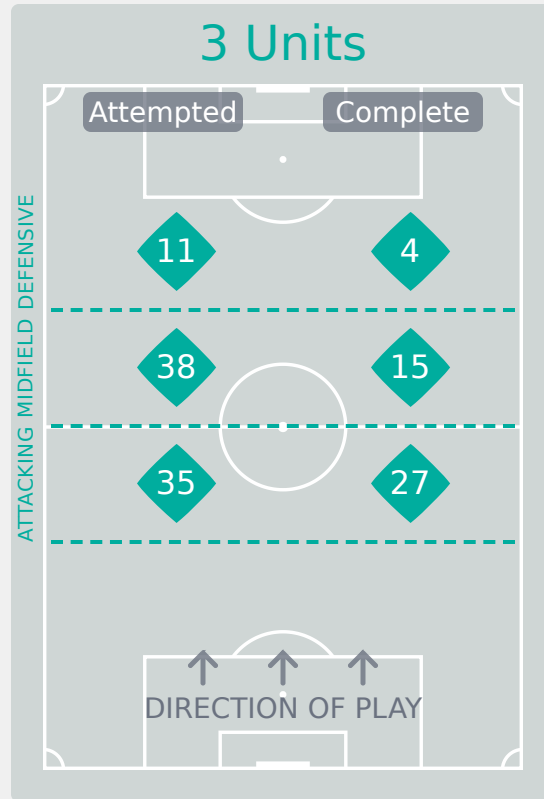 3 Units
Attempted Complete
ATTACKING MIDFIELD DEFENSIVE
11 4
38 15
35 27
DIRECTION OF PLAY